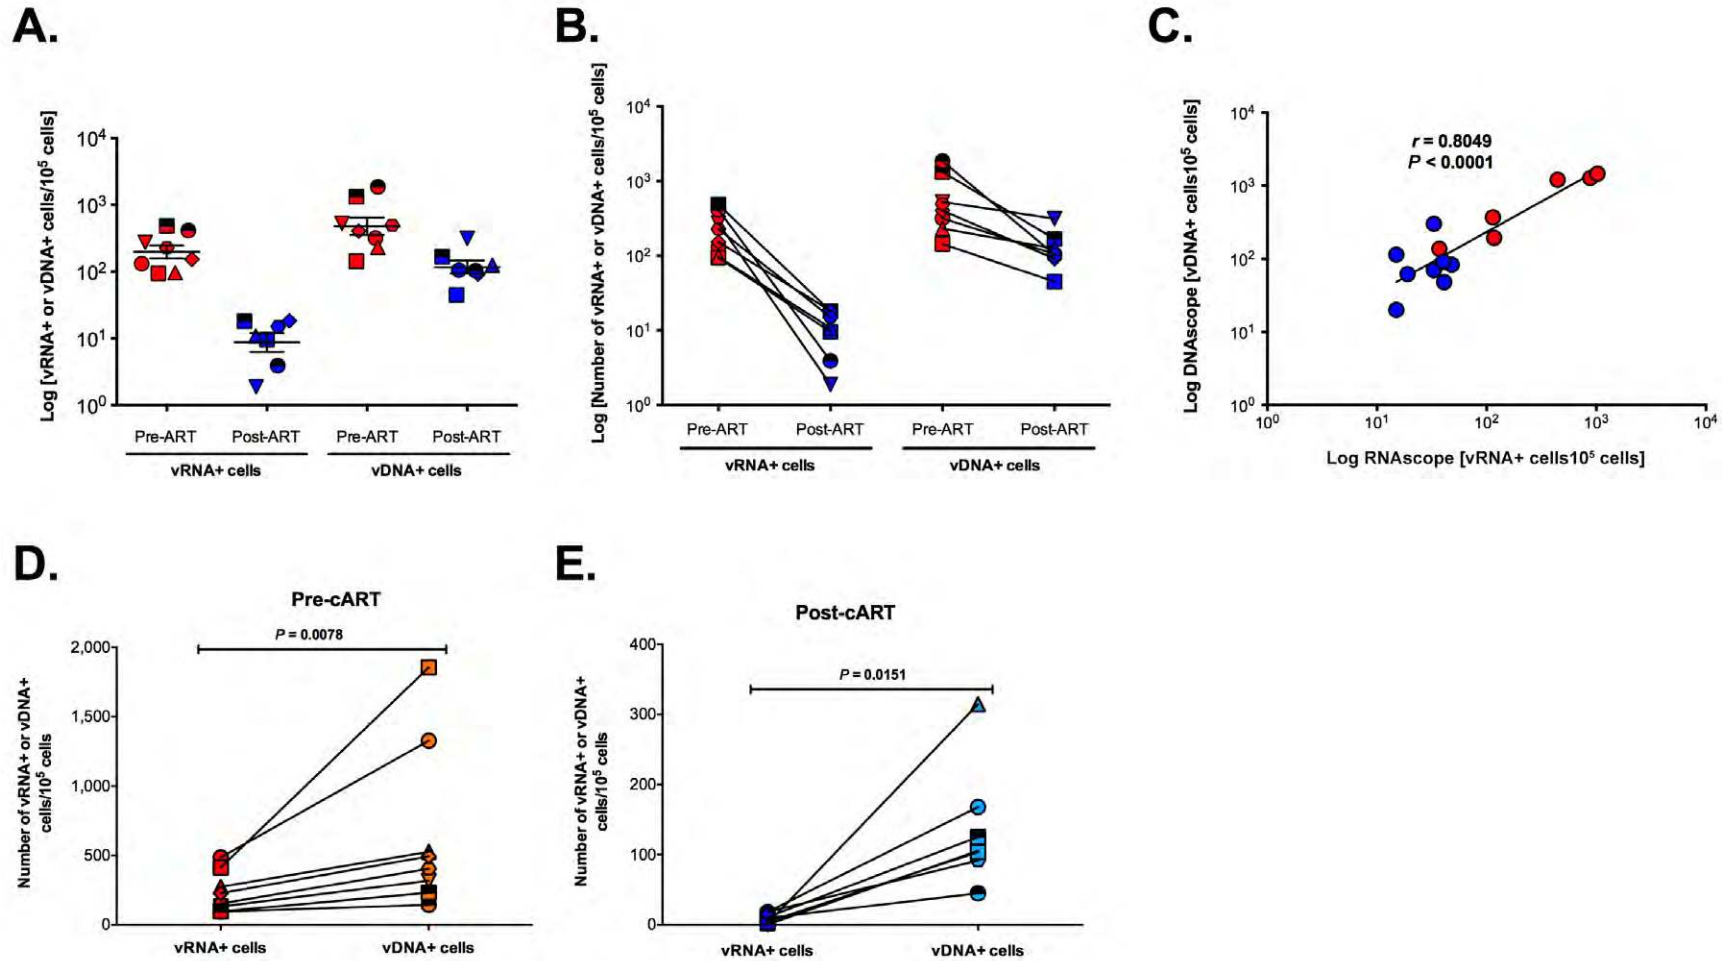 A.
Log [vRNA+ or vDNA+ cells/10⁵ cells]
10⁴
10³
10²
10¹
10⁰
Pre-ART Post-ART Pre-ART Post-ART
vRNA+ cells vDNA+ cells
B.
Log [Number of vRNA+ or vDNA+ cells/10⁵ cells]
10⁴
10³
10²
10¹
10⁰
Pre-ART Post-ART Pre-ART Post-ART
vRNA+ cells vDNA+ cells
C.
Log DNAscope [vDNA+ cells10⁵ cells]
10⁴
10³
10²
10¹
10⁰
r = 0.8049
P < 0.0001
10⁰ 10¹ 10² 10³ 10⁴
Log RNAscope [vRNA+ cells10⁵ cells]
D.
Pre-cART
P = 0.0078
Number of vRNA+ or vDNA+
cells/10⁵ cells
2,000
1,500
1,000
500
0
vRNA+ cells vDNA+ cells
E.
Post-cART
P = 0.0151
Number of vRNA+ or vDNA+
cells/10⁵ cells
400
300
200
100
0
vRNA+ cells vDNA+ cells